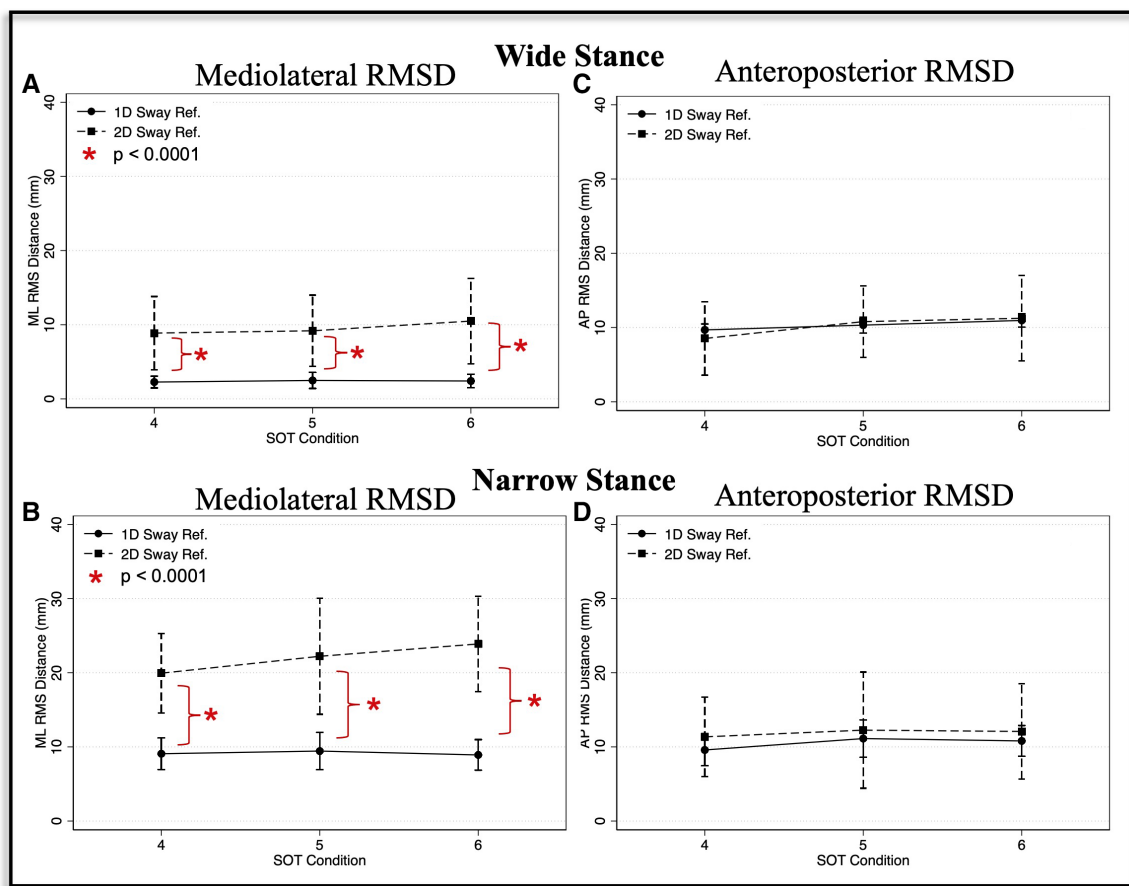 Wide Stance
A
Mediolateral RMSD
1D Sway Ref.
2D Sway Ref.
* p < 0.0001
ML RMS Distance (mm)
40
30
20
10
0
4 5 6
SOT Condition
C
Anteroposterior RMSD
1D Sway Ref.
2D Sway Ref.
AP RMS Distance (mm)
40
30
20
10
0
4 5 6
SOT Condition
Narrow Stance
B
Mediolateral RMSD
1D Sway Ref.
2D Sway Ref.
* p < 0.0001
ML RMS Distance (mm)
40
30
20
10
0
4 5 6
SOT Condition
D
Anteroposterior RMSD
1D Sway Ref.
2D Sway Ref.
AP RMS Distance (mm)
40
30
20
10
0
4 5 6
SOT Condition